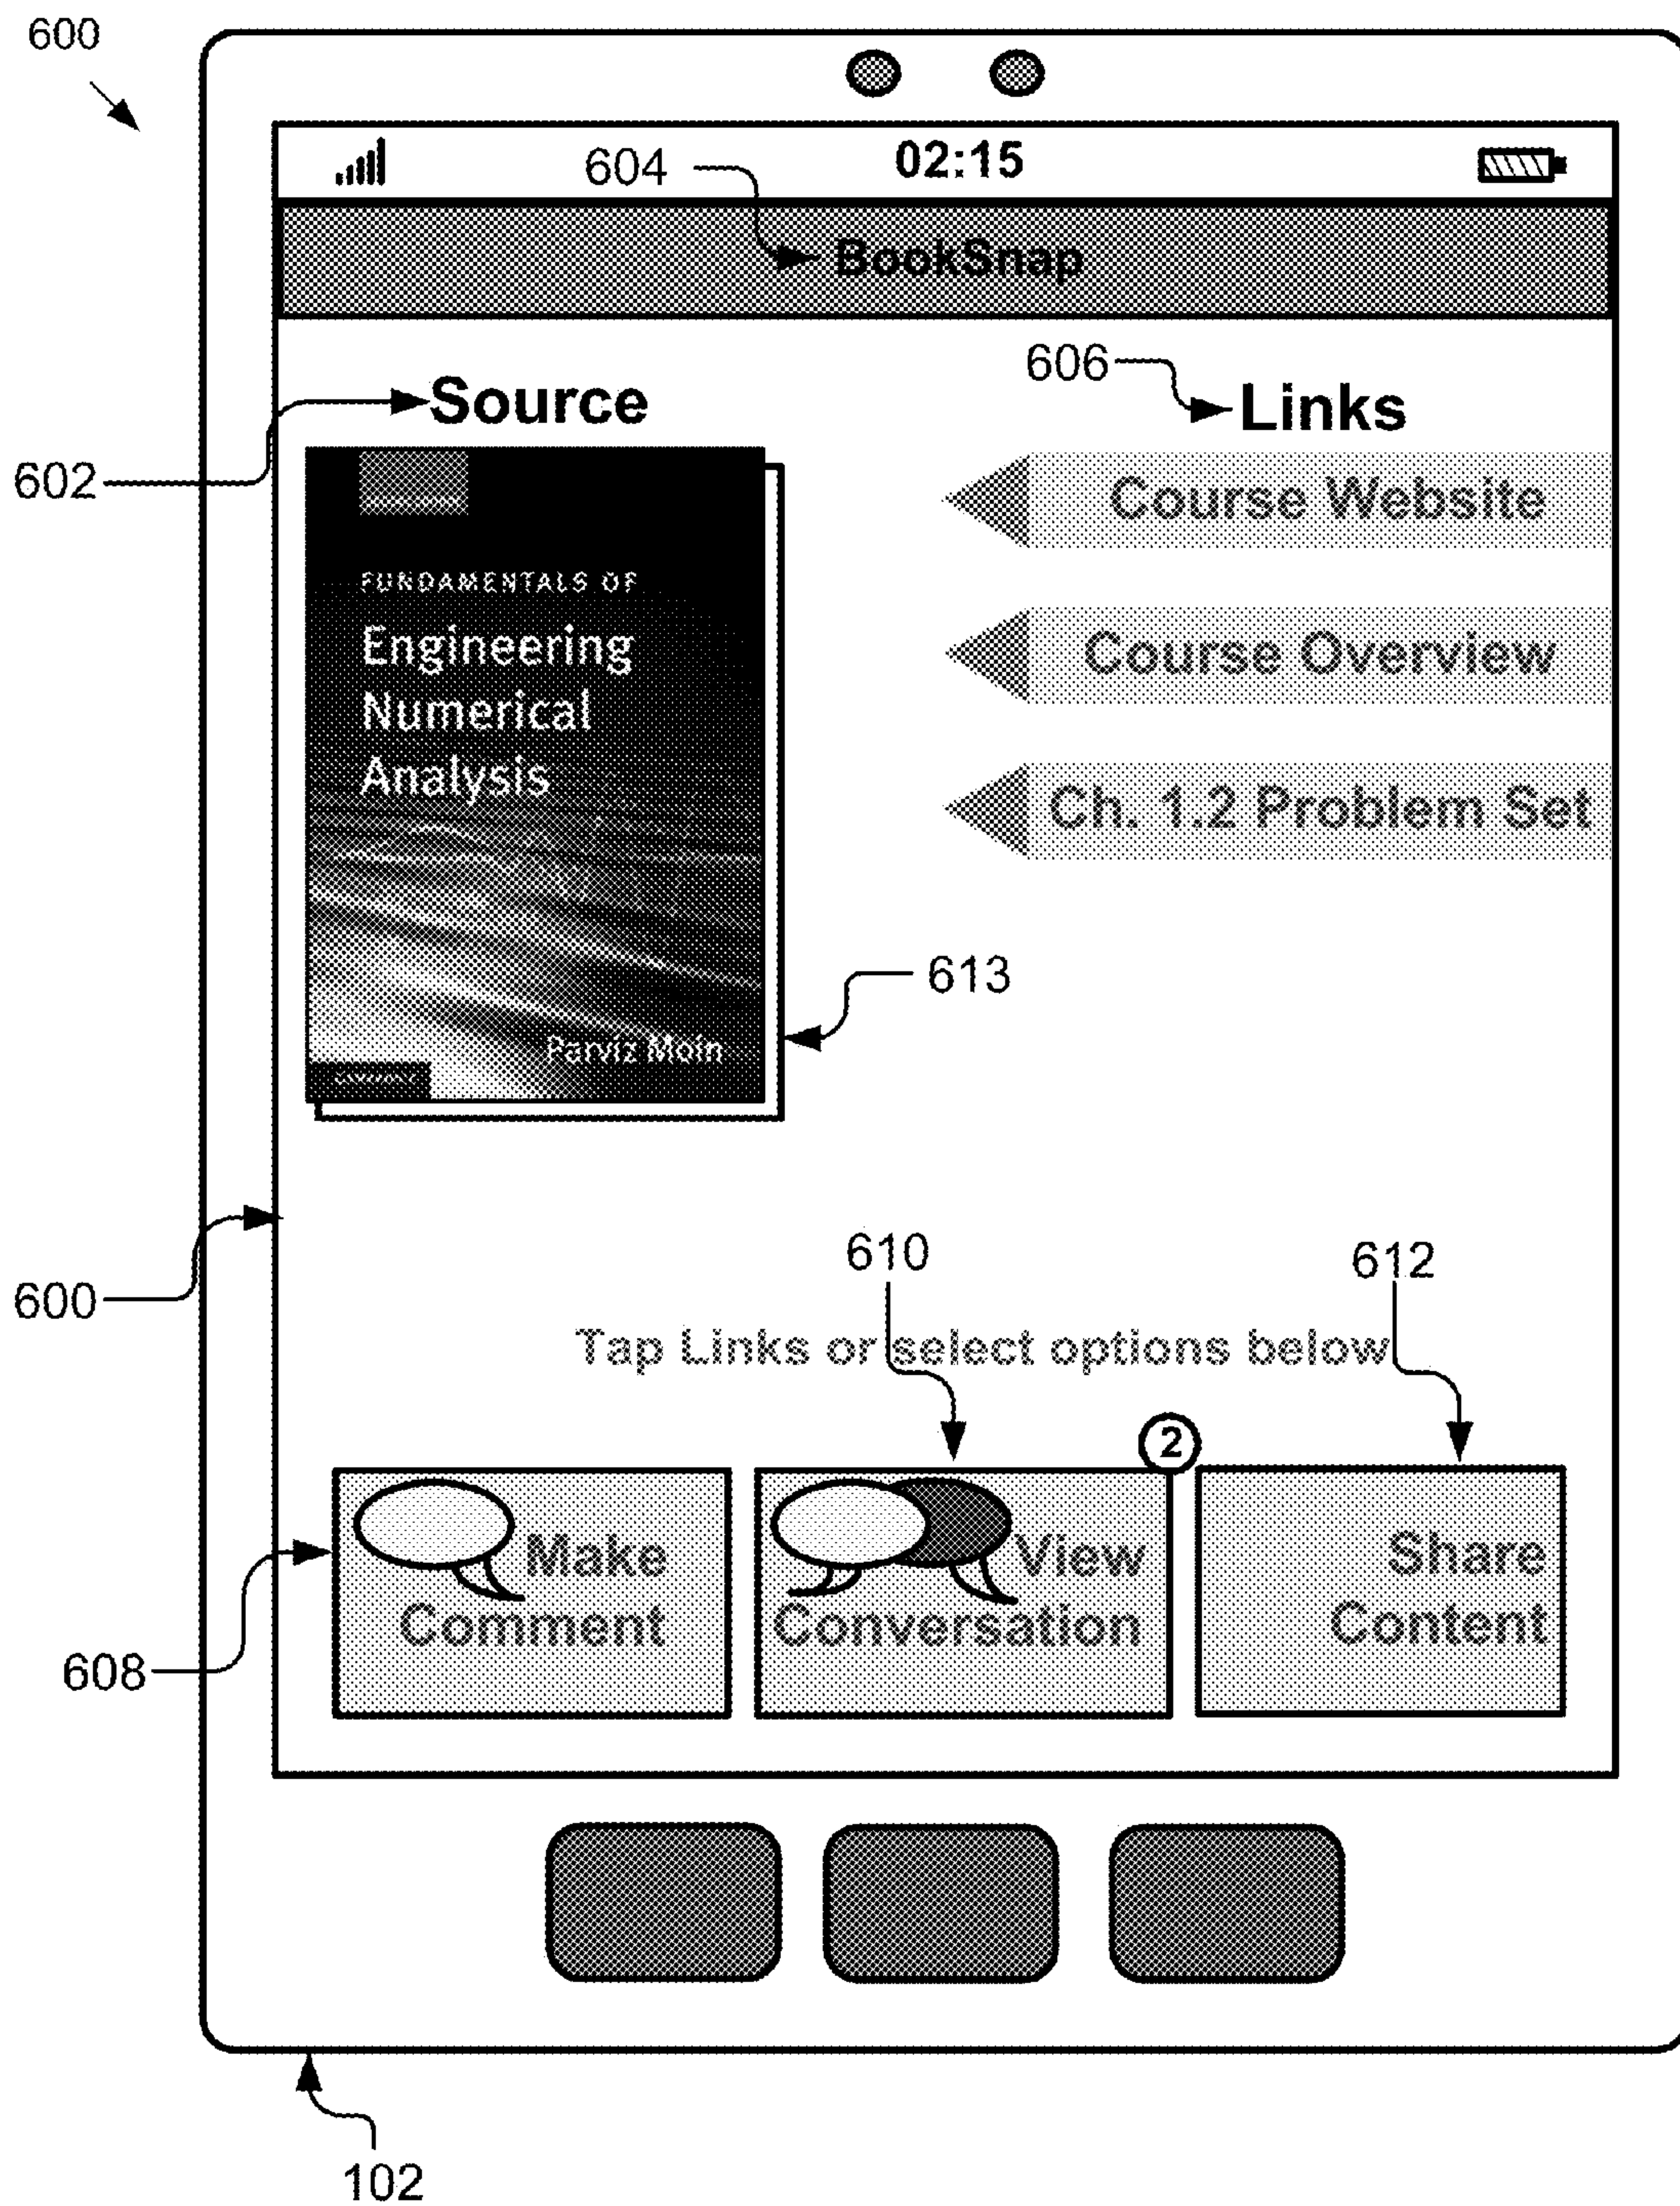 600
02:15
604
BookSnap
606
Source
Links
602
Course Website
FUNDAMENTALS OF
Engineering
Numerical
Analysis
Course Overview
Ch. 1.2 Problem Set
613
Parviz Moin
600
610
612
Tap Links or select options below
2
Make
Comment
View
Conversation
Share
Content
608
102